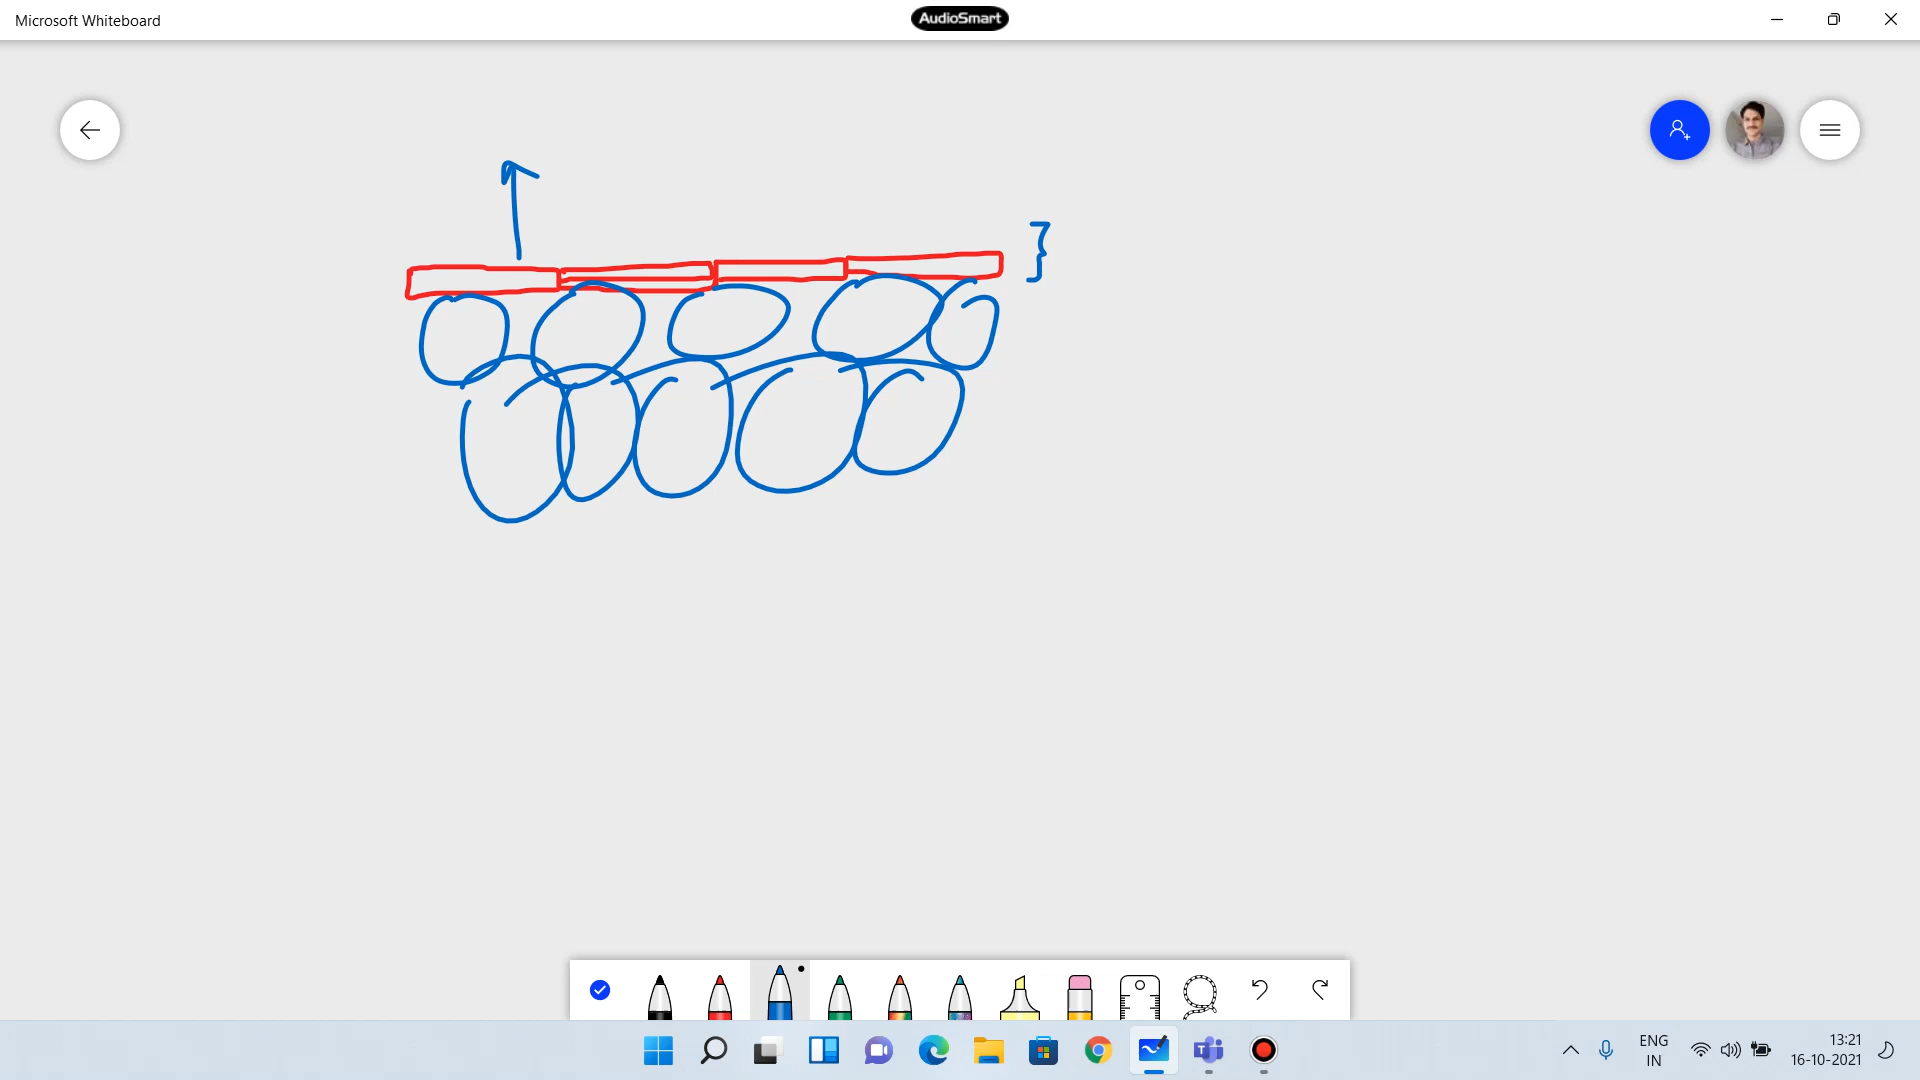 Microsoft Whiteboard
AudioSmart
}
ENG
IN
13:21
16-10-2021